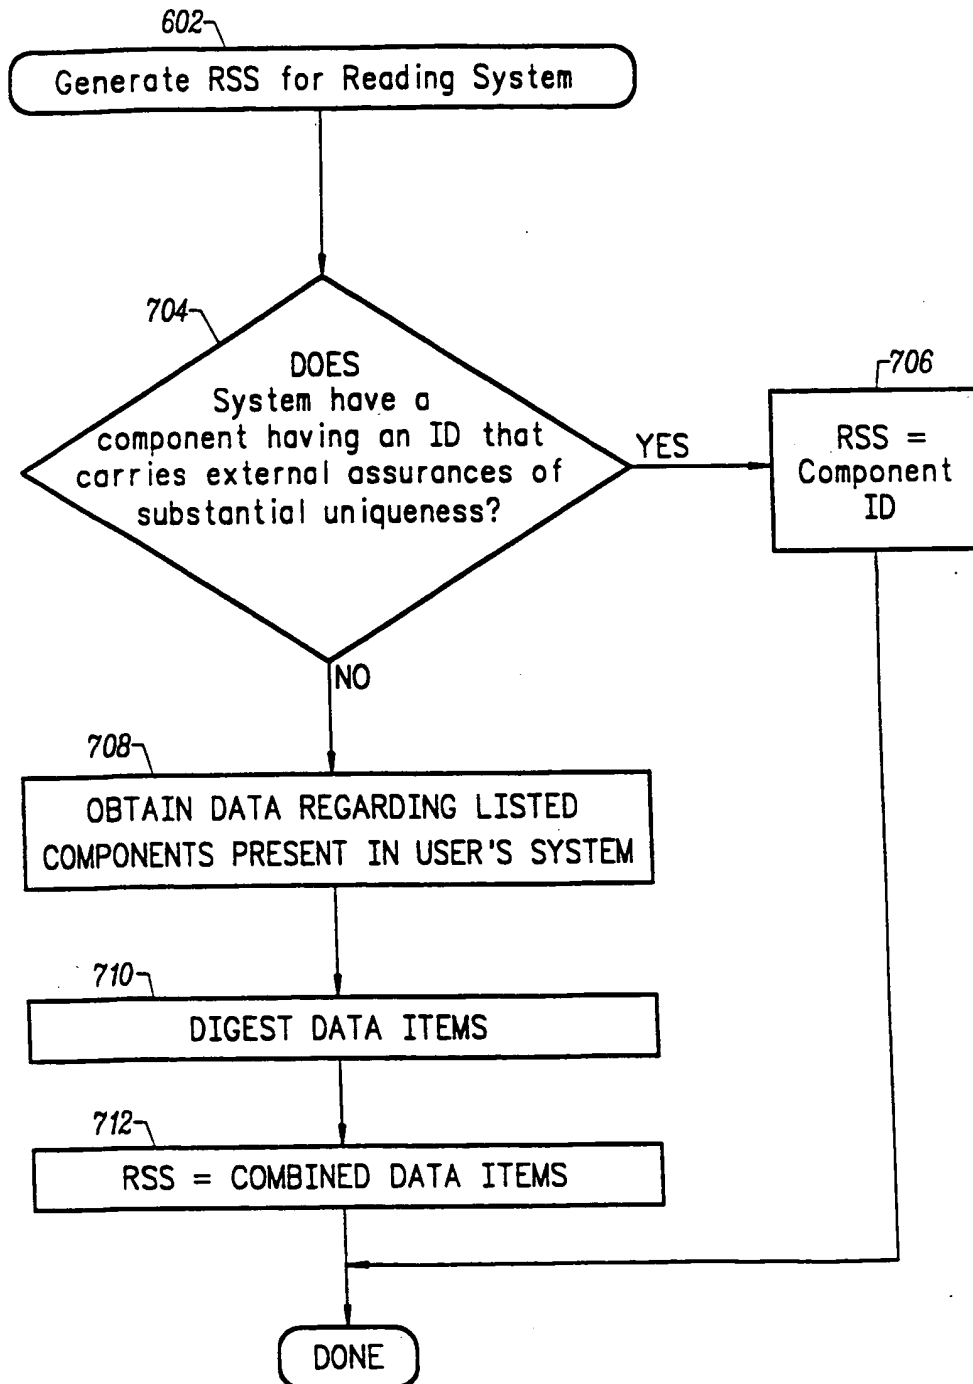 602
Generate RSS for Reading System
704
DOES
System have a
component having an ID that
carries external assurances of
substantial uniqueness?
YES
706
RSS =
Component
ID
NO
708
OBTAIN DATA REGARDING LISTED
COMPONENTS PRESENT IN USER'S SYSTEM
710
DIGEST DATA ITEMS
712
RSS = COMBINED DATA ITEMS
DONE